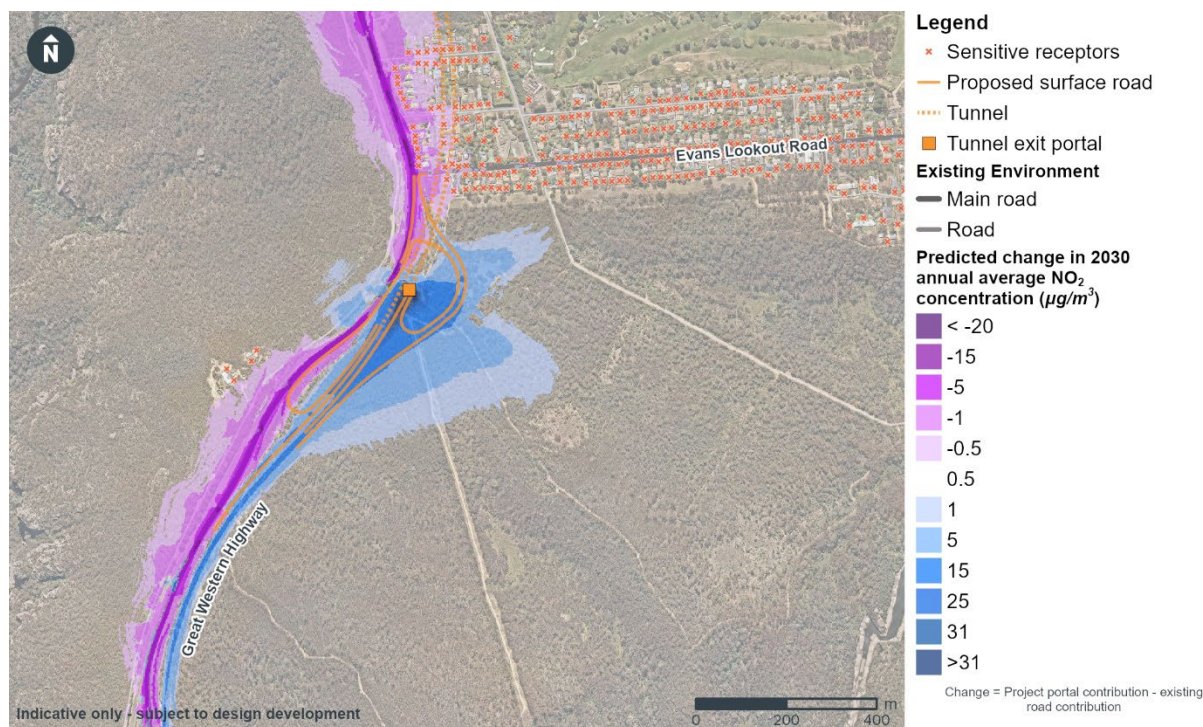 N
Evans Lookout Road
Great Western Highway
Indicative only - subject to design development
m
0 200 400
Legend
Sensitive receptors
Proposed surface road
Tunnel
Tunnel exit portal
Existing Environment
Main road
Road
Predicted change in 2030
annual average NO₂
concentration (µg/m³)
< -20
-15
-5
-1
-0.5
0.5
1
5
15
25
31
>31
Change = Project portal contribution - existing
road contribution